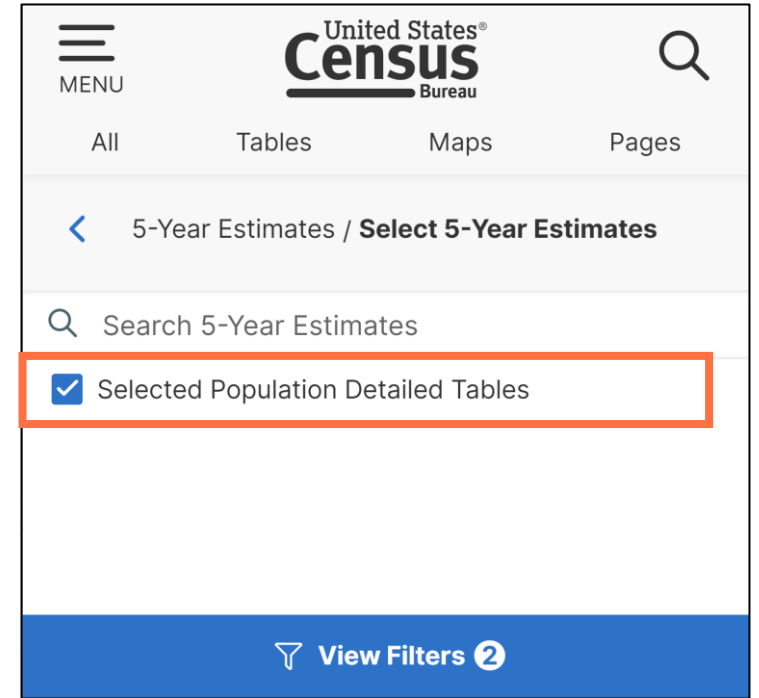 MENU
United States®
Census
Bureau
All Tables Maps Pages
5-Year Estimates / Select 5-Year Estimates
Search 5-Year Estimates
Selected Population Detailed Tables
View Filters 2